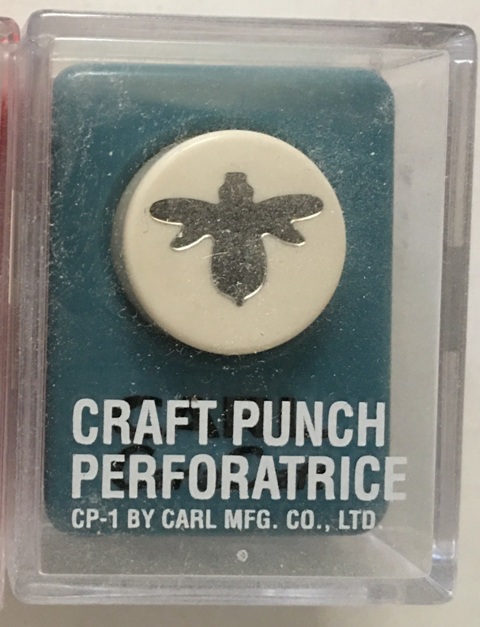 CRAFT PUNCH
PERFORATRICE
CP-1 BY CARL MFG. CO., LTD.